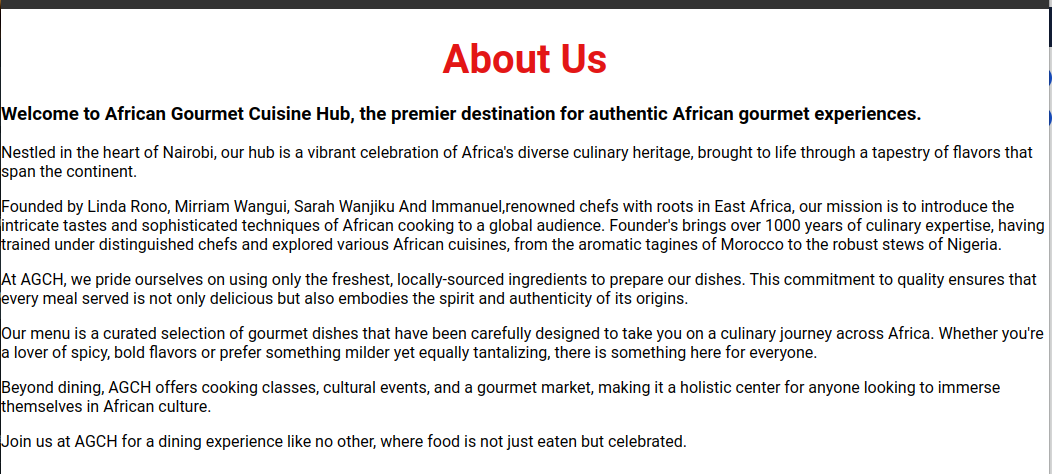 About Us
Welcome to African Gourmet Cuisine Hub, the premier destination for authentic African gourmet experiences.
Nestled in the heart of Nairobi, our hub is a vibrant celebration of Africa's diverse culinary heritage, brought to life through a tapestry of flavors that
span the continent.
Founded by Linda Rono, Mirriam Wangui, Sarah Wanjiku And Immanuel,renowned chefs with roots in East Africa, our mission is to introduce the
intricate tastes and sophisticated techniques of African cooking to a global audience. Founder's brings over 1000 years of culinary expertise, having
trained under distinguished chefs and explored various African cuisines, from the aromatic tagines of Morocco to the robust stews of Nigeria.
At AGCH, we pride ourselves on using only the freshest, locally-sourced ingredients to prepare our dishes. This commitment to quality ensures that
every meal served is not only delicious but also embodies the spirit and authenticity of its origins.
Our menu is a curated selection of gourmet dishes that have been carefully designed to take you on a culinary journey across Africa. Whether you're
a lover of spicy, bold flavors or prefer something milder yet equally tantalizing, there is something here for everyone.
Beyond dining, AGCH offers cooking classes, cultural events, and a gourmet market, making it a holistic center for anyone looking to immerse
themselves in African culture.
Join us at AGCH for a dining experience like no other, where food is not just eaten but celebrated.